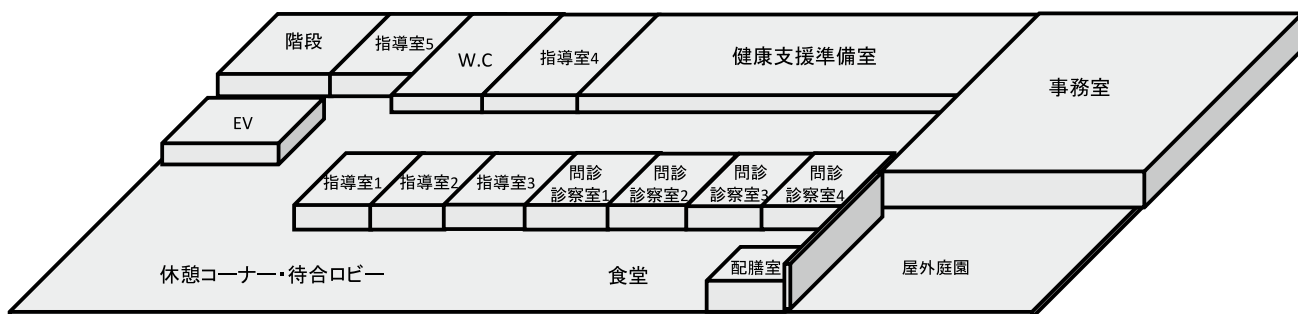 階段
指導室5
W.C
指導室4
健康支援準備室
事務室
EV
指導室1
指導室2
指導室3
問診
診察室1
問診
診察室2
問診
診察室3
問診
診察室4
休憩コーナー・待合ロビー
食堂
配膳室
屋外庭園